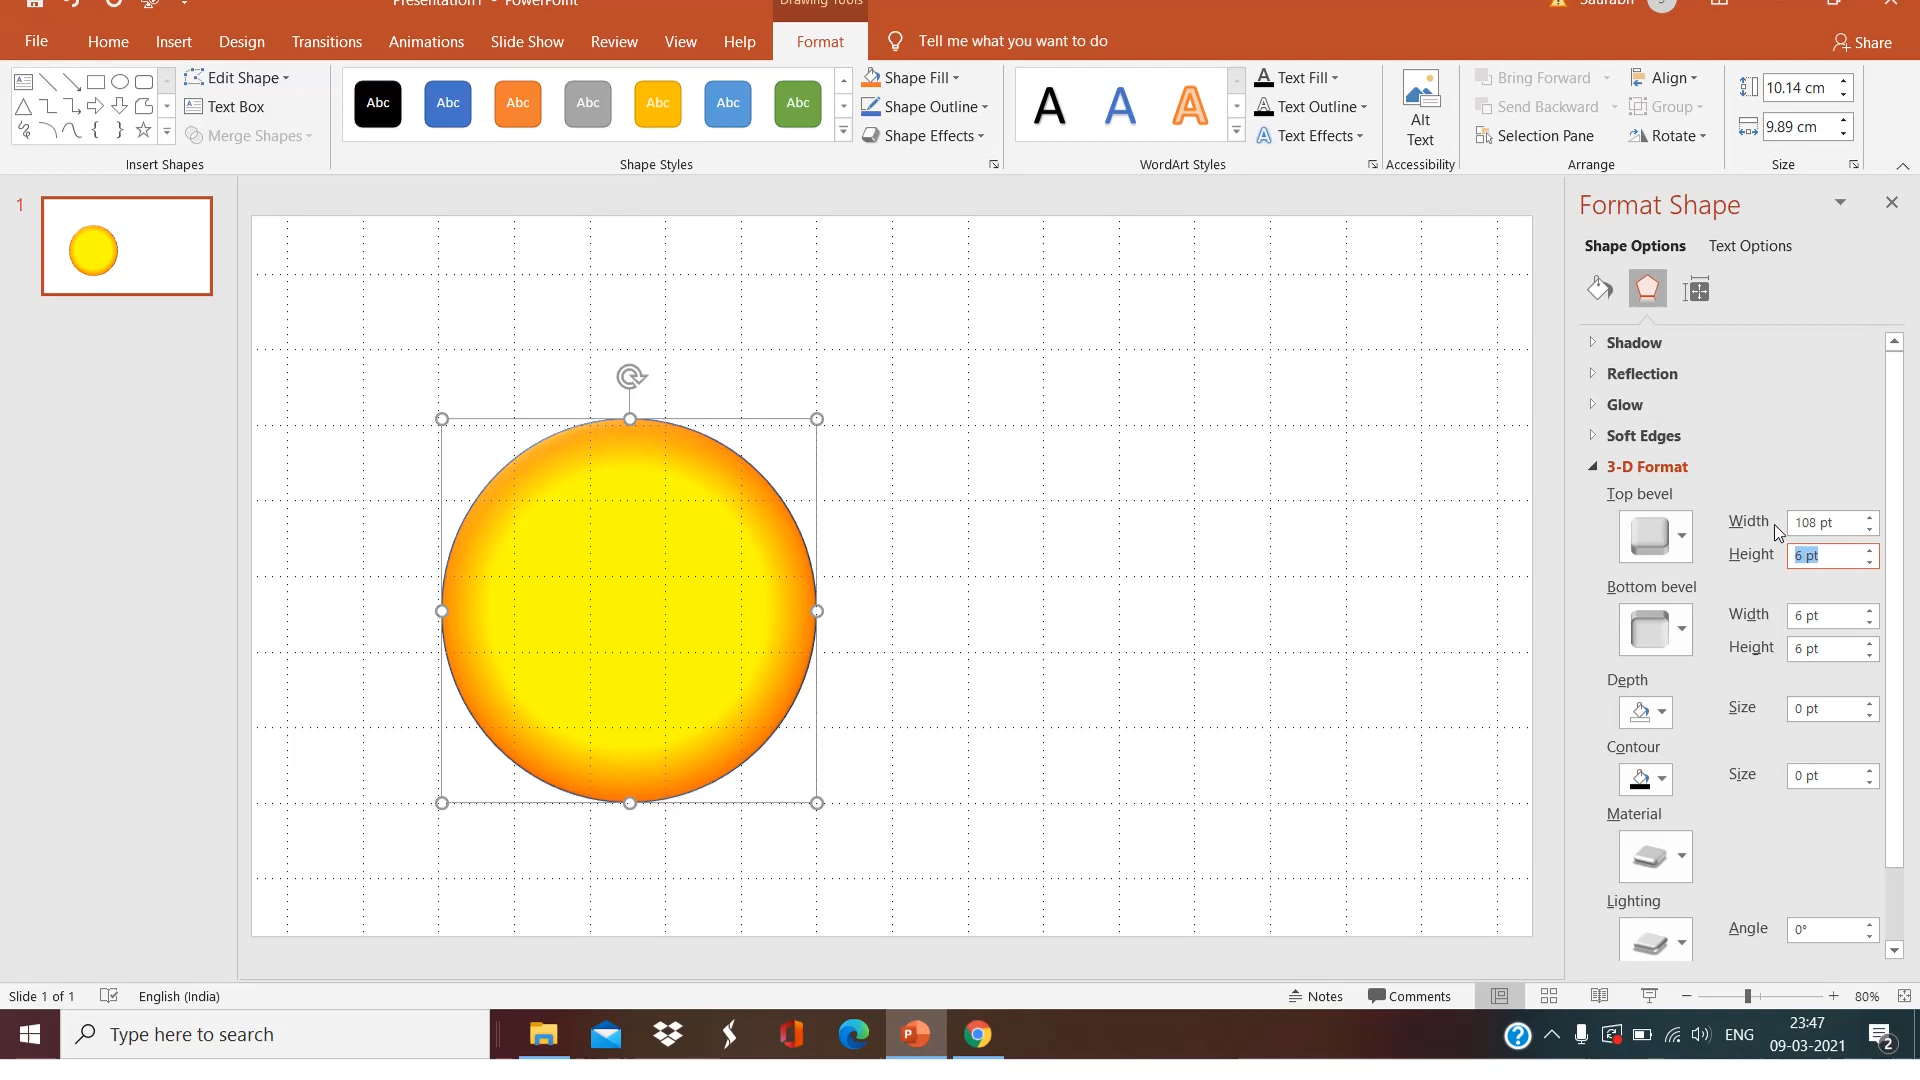 Presentation1 - PowerPoint
Drawing Tools
Saurabh
S
File
Home
Insert
Design
Transitions
Animations
Slide Show
Review
View
Help
Format
Tell me what you want to do
Share
Edit Shape
Text Box
Merge Shapes
Insert Shapes
Abc Abc Abc Abc Abc Abc Abc
Shape Fill
Shape Outline
Shape Effects
Shape Styles
A A A
Text Fill
Text Outline
Text Effects
WordArt Styles
Alt
Text
Accessibility
Bring Forward
Send Backward
Selection Pane
Align
Group
Rotate
Arrange
10.14 cm
9.89 cm
Size
1
Format Shape
Shape Options
Text Options
Shadow
Reflection
Glow
Soft Edges
3-D Format
Top bevel
Width 108 pt
Height 6 pt
Bottom bevel
Width 6 pt
Height 6 pt
Depth
Size 0 pt
Contour
Size 0 pt
Material
Lighting
Angle 0°
Slide 1 of 1
English (India)
Notes
Comments
80%
Type here to search
ENG
23:47
09-03-2021
2